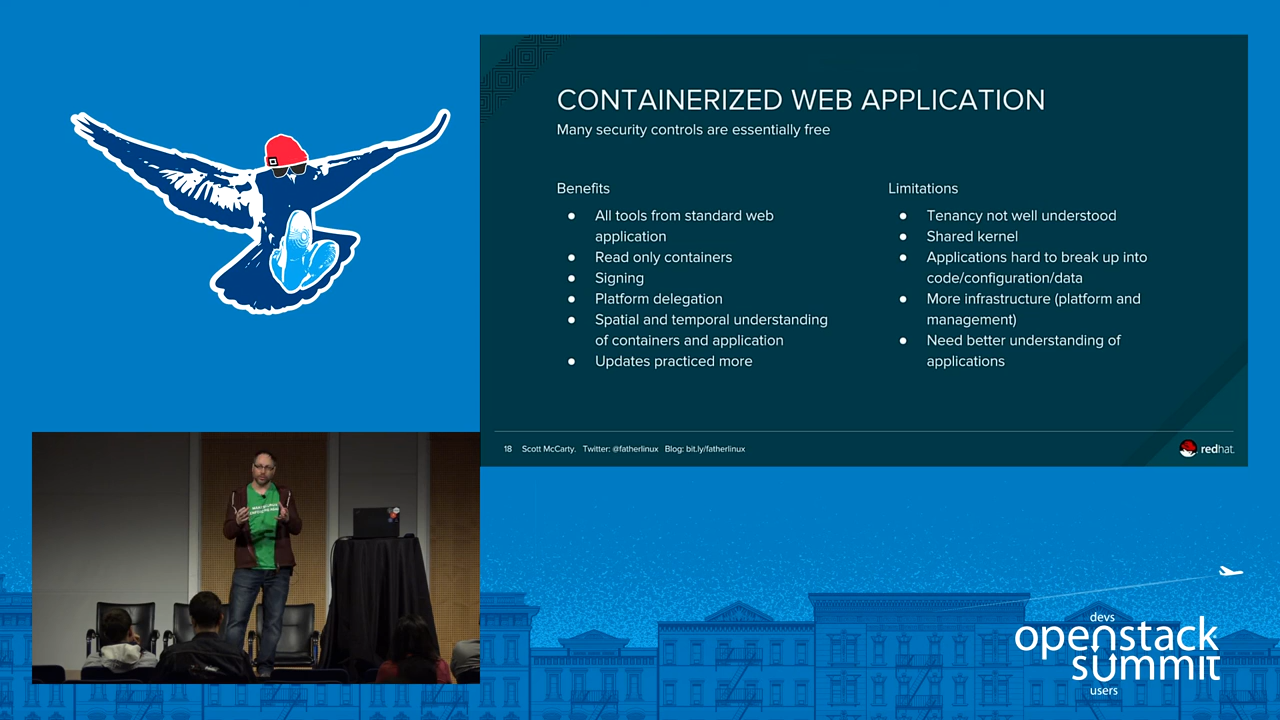 CONTAINERIZED WEB APPLICATION
Many security controls are essentially free
Benefits
● All tools from standard web
application
● Read only containers
● Signing
● Platform delegation
● Spatial and temporal understanding
of containers and application
● Updates practiced more
Limitations
● Tenancy not well understood
● Shared kernel
● Applications hard to break up into
code/configuration/data
● More infrastructure (platform and
management)
● Need better understanding of
applications
18 Scott McCarty. Twitter: @fatherlinux Blog: bit.ly/fatherlinux
redhat.
devs
openstack
summit
users